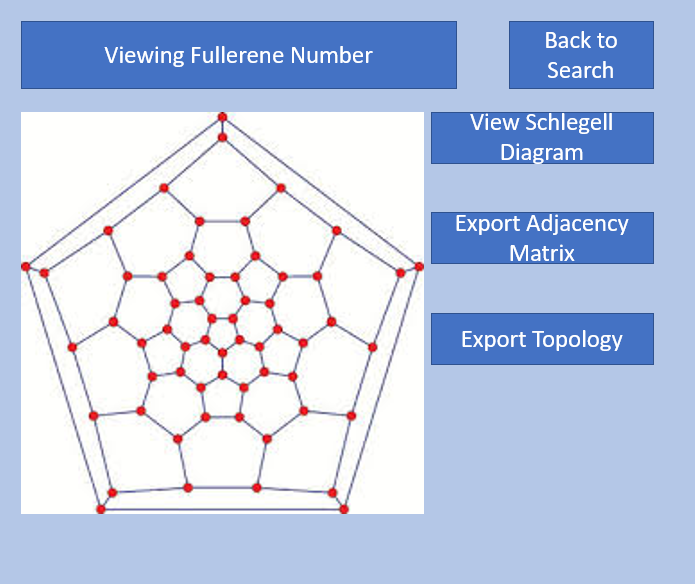 Viewing Fullerene Number
Back to
Search
View Schlegell
Diagram
Export Adjacency
Matrix
Export Topology